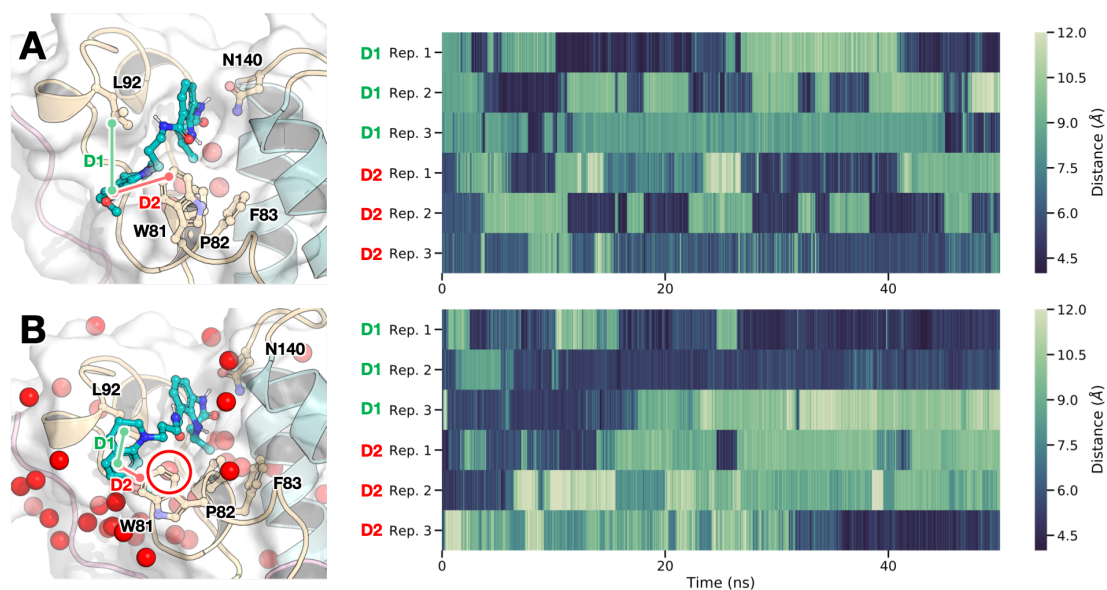 A
N140
L92
D1
D2
W81
F83
P82
D1 Rep. 1
D1 Rep. 2
D1 Rep. 3
D2 Rep. 1
D2 Rep. 2
D2 Rep. 3
0 20 40
12.0
10.5
9.0
7.5
6.0
4.5
Distance (Å)
B
N140
L92
D1
D2
F83
W81
P82
D1 Rep. 1
D1 Rep. 2
D1 Rep. 3
D2 Rep. 1
D2 Rep. 2
D2 Rep. 3
0 20 40
Time (ns)
12.0
10.5
9.0
7.5
6.0
4.5
Distance (Å)